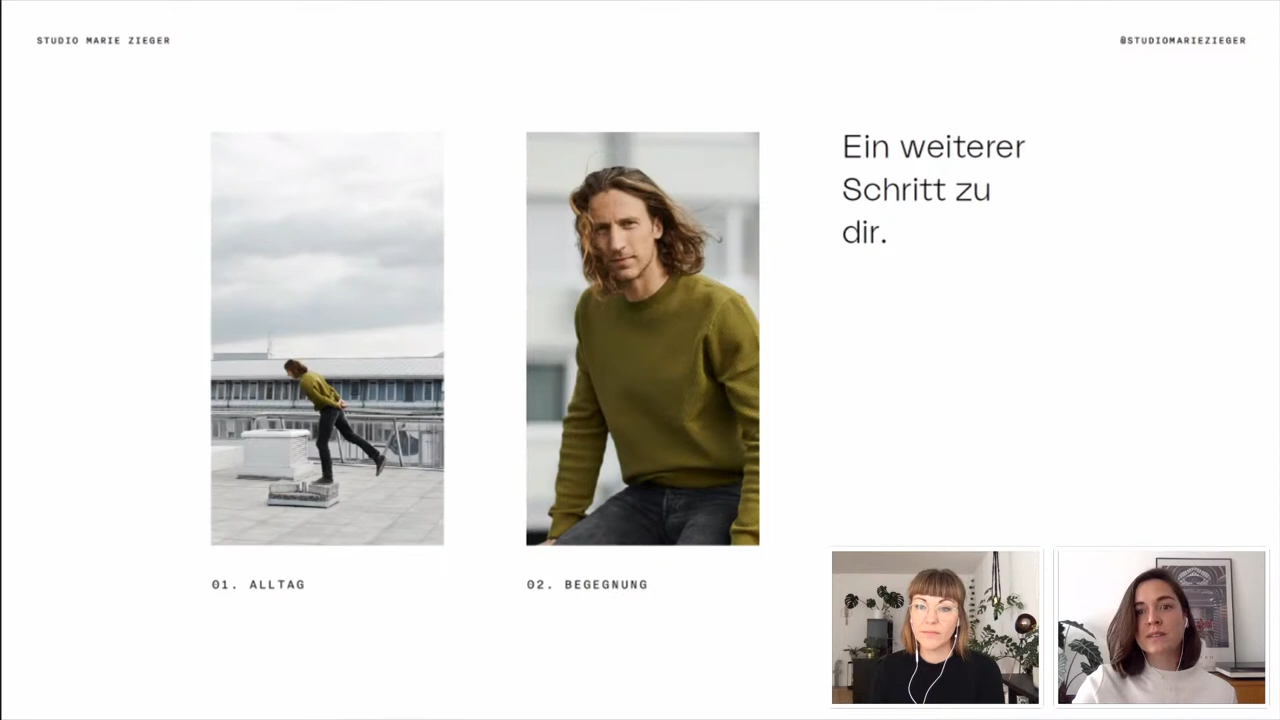 STUDIO MARIE ZIEGER
@STUDIOMARIEZIEGER
Ein weiterer
Schritt zu
dir.
01. ALLTAG
02. BEGEGNUNG